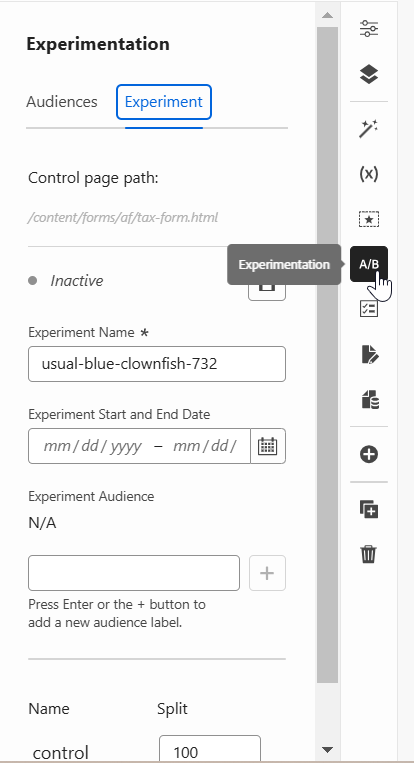 Experimentation
Audiences
Experiment
Control page path:
/content/forms/af/tax-form.html
Inactive
Experimentation
A/B
(x)
Experiment Name *
usual-blue-clownfish-732
Experiment Start and End Date
mm/dd/yyyy – mm/dd/
Experiment Audience
N/A
+
Press Enter or the + button to
add a new audience label.
Name Split
control 100